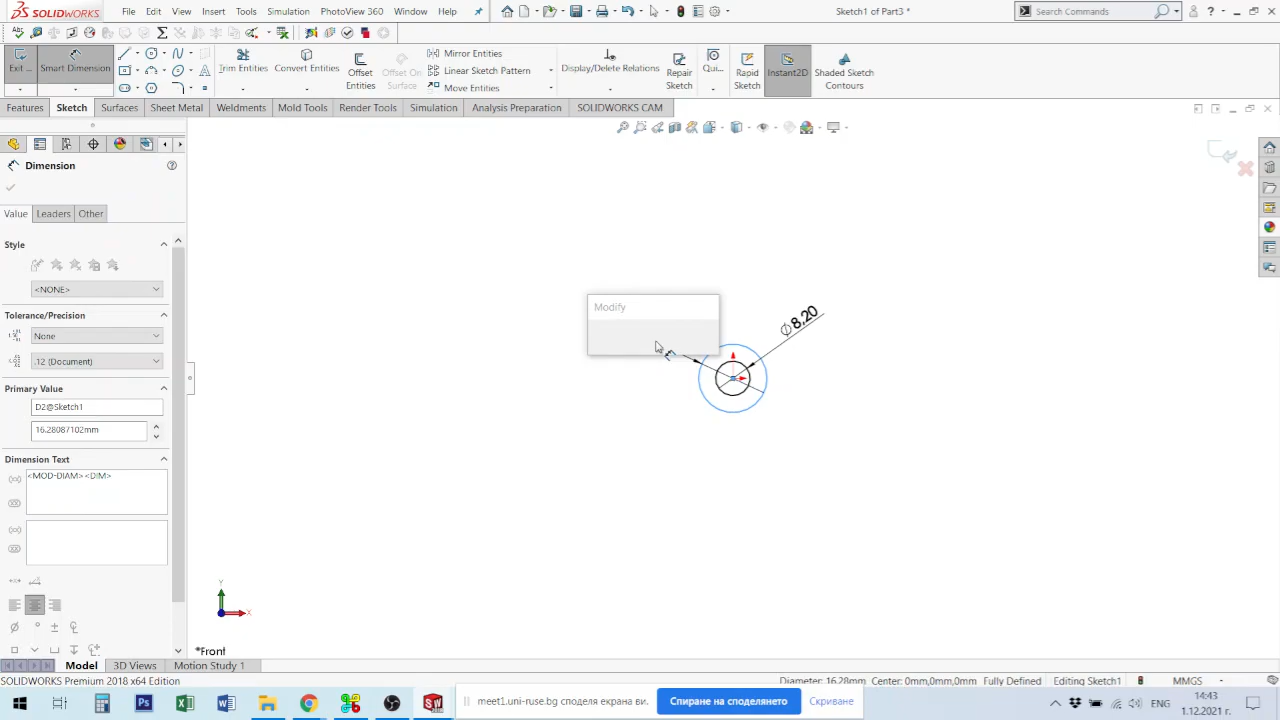 SOLIDWORKS File Edit View Insert Tools Simulation PhotoView 360 Window Help Sketch1 of Part3 * Search Commands
Exit ... Smart Dimension Trim Entities Convert Entities Offset Entities Offset On Surface Mirror Entities Linear Sketch Pattern Move Entities Display/Delete Relations Repair Sketch Qui... Rapid Sketch Instant2D Shaded Sketch Contours
Features Sketch Surfaces Sheet Metal Weldments Mold Tools Render Tools Simulation Analysis Preparation SOLIDWORKS CAM
Dimension
Value Leaders Other
Style
<NONE>
Tolerance/Precision
None
.12 (Document)
Primary Value
D2@Sketch1
16.28087102mm
Dimension Text
<MOD-DIAM><DIM>
Modify
∅8.20
Y
X
*Front
Model 3D Views Motion Study 1
SOLIDWORKS Premium 2018 x64 Edition Diameter: 16.28mm Center: 0mm,0mm,0mm Fully Defined Editing Sketch1 MMGS
meet1.uni-ruse.bg споделя екрана ви. Спиране на споделянето Скриване
ENG 14:43
1.12.2021 г.